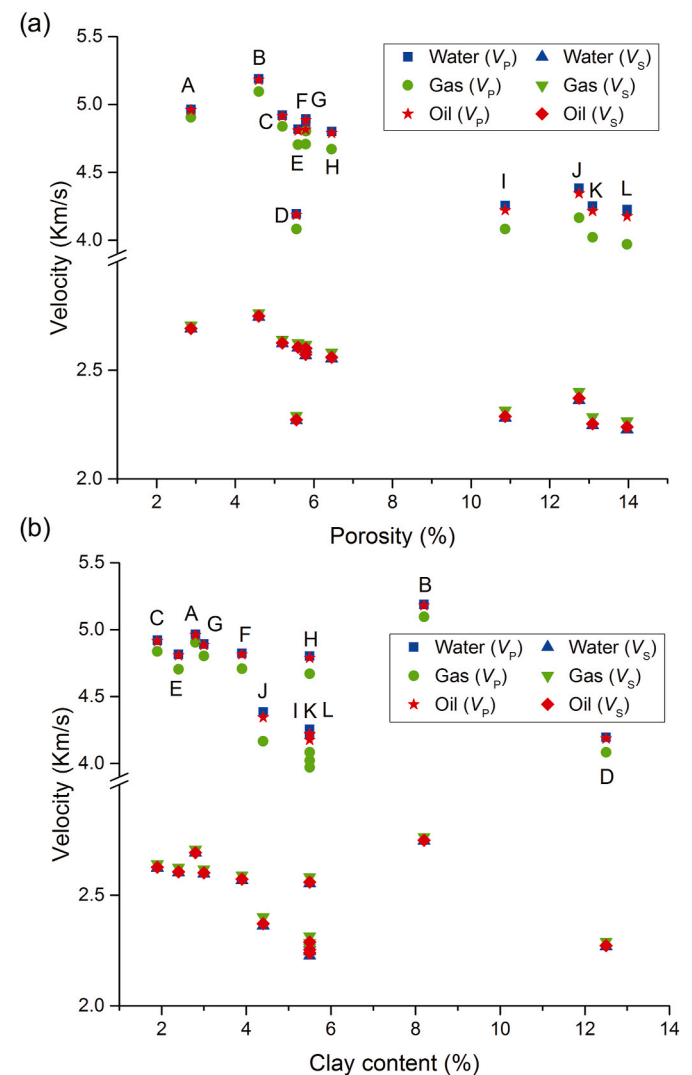 (a)
5.5
5.0
4.5
4.0
2.5
2.0
Velocity (Km/s)
A
B
C
D
E
F
G
H
I
J
K
L
Water (VP) Water (VS)
Gas (VP) Gas (VS)
Oil (VP) Oil (VS)
2 4 6 8 10 12 14
Porosity (%)
(b)
5.5
5.0
4.5
4.0
2.5
2.0
Velocity (Km/s)
C
E
A
G
F
J
H
I K L
B
D
Water (VP) Water (VS)
Gas (VP) Gas (VS)
Oil (VP) Oil (VS)
2 4 6 8 10 12 14
Clay content (%)